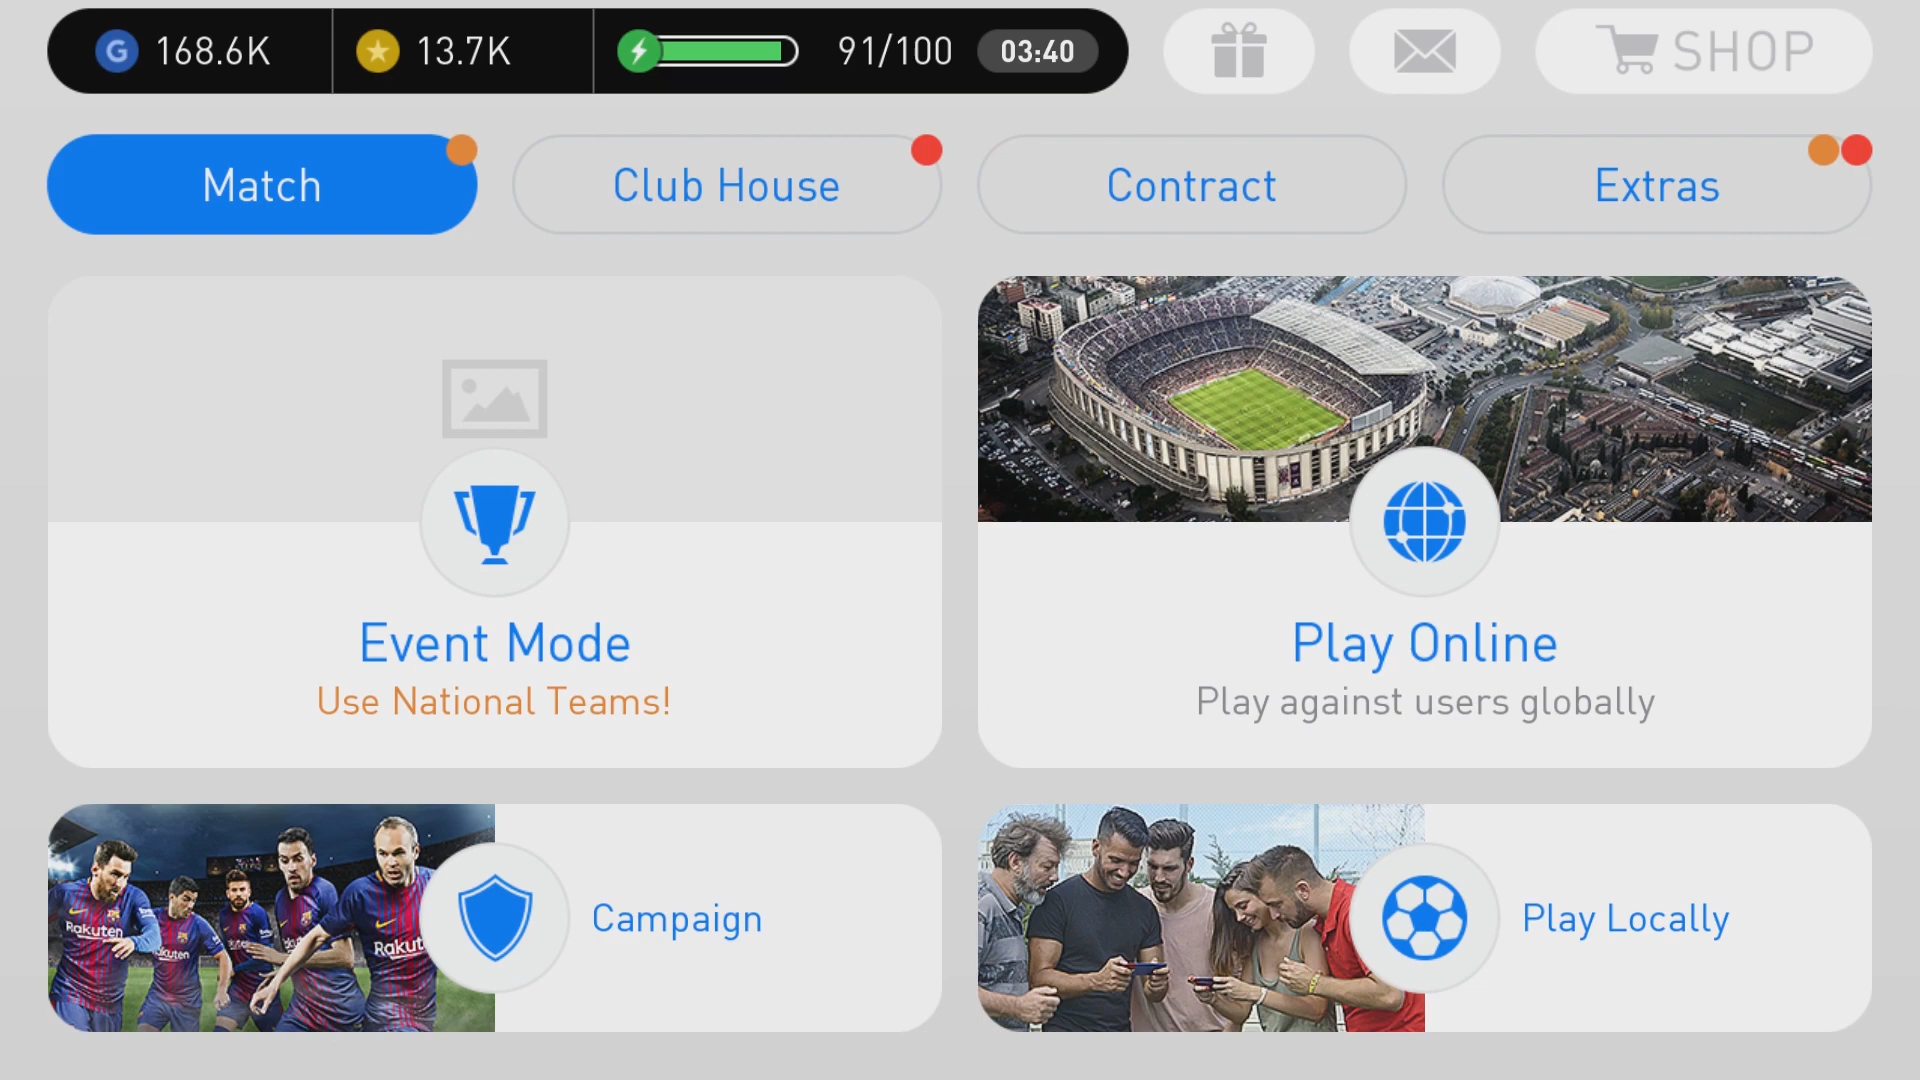 G 168.6K 13.7K 91/100 03:40 SHOP
Match Club House Contract Extras
Event Mode
Use National Teams!
Play Online
Play against users globally
Rakuten
Campaign
Play Locally